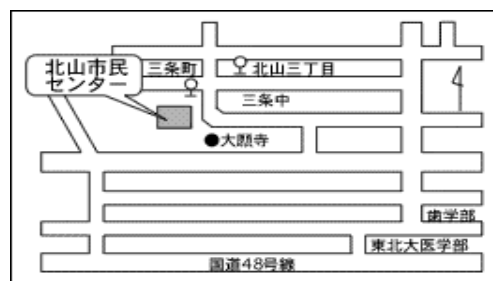 北山市民
センター
三条町
北山三丁目
三条中
●大願寺
歯学部
東北大医学部
国道48号線